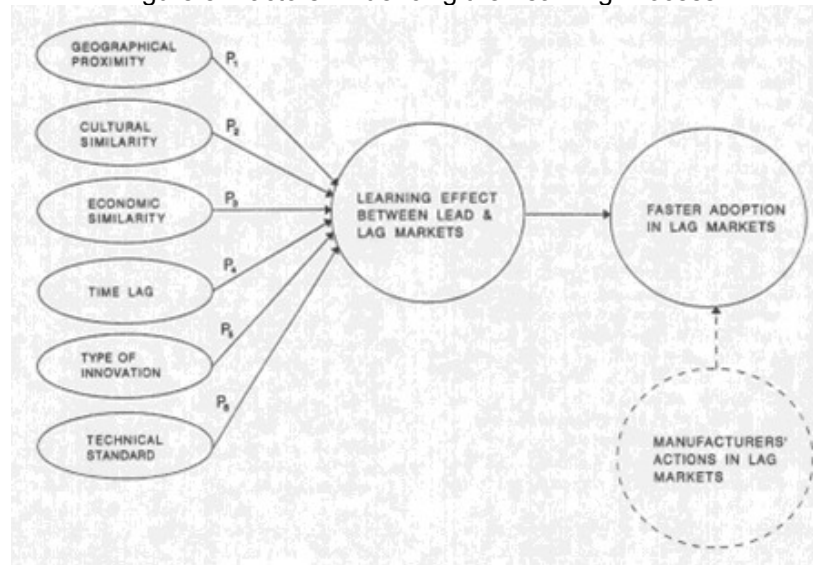 GEOGRAPHICAL
PROXIMITY
P₁
CULTURAL
SIMILARITY
P₂
ECONOMIC
SIMILARITY
P₃
TIME LAG
P₄
TYPE OF
INNOVATION
P₅
TECHNICAL
STANDARD
P₆
LEARNING EFFECT
BETWEEN LEAD &
LAG MARKETS
FASTER ADOPTION
IN LAG MARKETS
MANUFACTURERS'
ACTIONS IN LAG
MARKETS